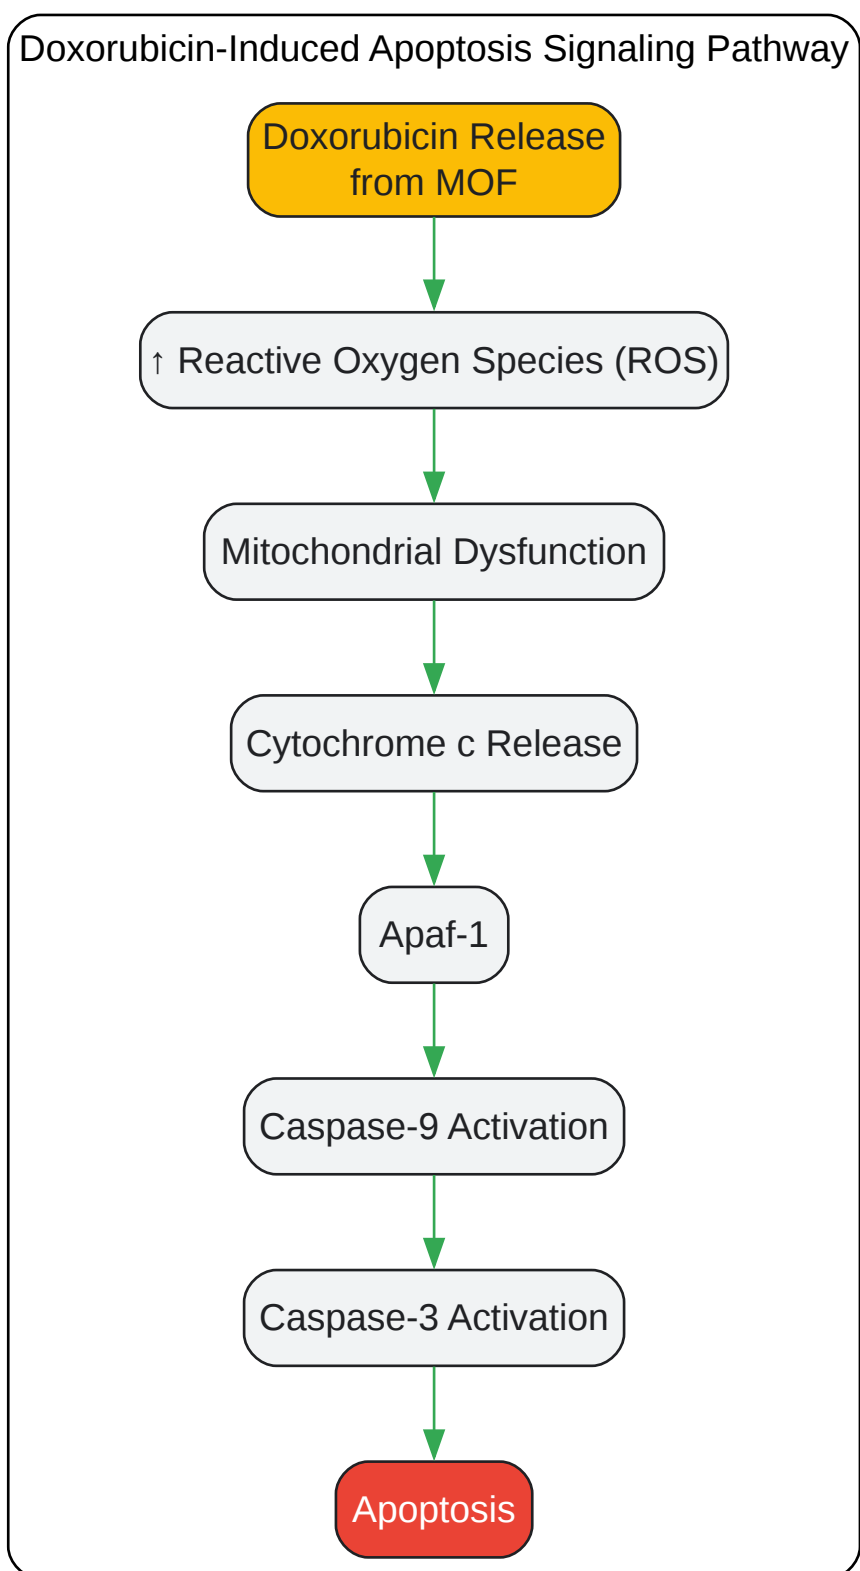 Doxorubicin-Induced Apoptosis Signaling Pathway
Doxorubicin Release
from MOF
↑ Reactive Oxygen Species (ROS)
Mitochondrial Dysfunction
Cytochrome c Release
Apaf-1
Caspase-9 Activation
Caspase-3 Activation
Apoptosis